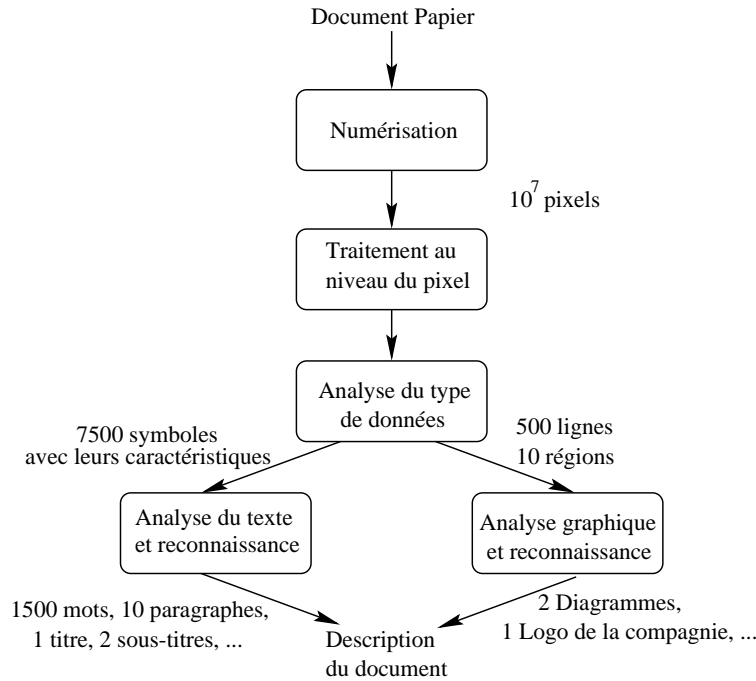 Document Papier
Numérisation
10⁷ pixels
Traitement au
niveau du pixel
Analyse du type
de données
7500 symboles
avec leurs caractéristiques
500 lignes
10 régions
Analyse du texte
et reconnaissance
Analyse graphique
et reconnaissance
1500 mots, 10 paragraphes,
1 titre, 2 sous-titres, ...
2 Diagrammes,
1 Logo de la compagnie, ...
Description
du document